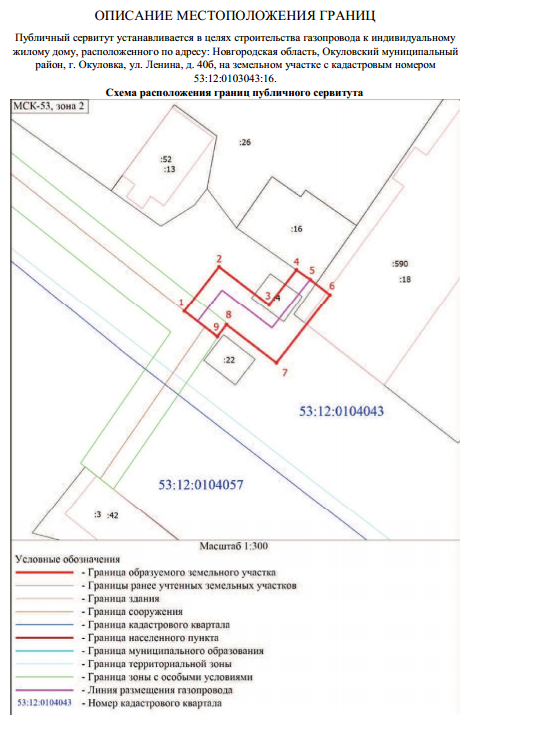 ОПИСАНИЕ МЕСТОПОЛОЖЕНИЯ ГРАНИЦ
Публичный сервитут устанавливается в целях строительства газопровода к индивидуальному
жилому дому, расположенного по адресу: Новгородская область, Окуловский муниципальный
район, г. Окуловка, ул. Ленина, д. 40б, на земельном участке с кадастровым номером
53:12:0103043:16.
Схема расположения границ публичного сервитута
МСК-53, зона 2
:26
:52
:13
:16
:590
:18
2
4
5
6
3
:4
1
8
9
:22
7
53:12:0104043
53:12:0104057
:3 :42
Масштаб 1:300
Условные обозначения
- Граница образуемого земельного участка
- Границы ранее учтенных земельных участков
- Граница здания
- Граница сооружения
- Граница кадастрового квартала
- Граница населенного пункта
- Граница муниципального образования
- Граница территориальной зоны
- Граница зоны с особыми условиями
- Линия размещения газопровода
53:12:0104043 - Номер кадастрового квартала